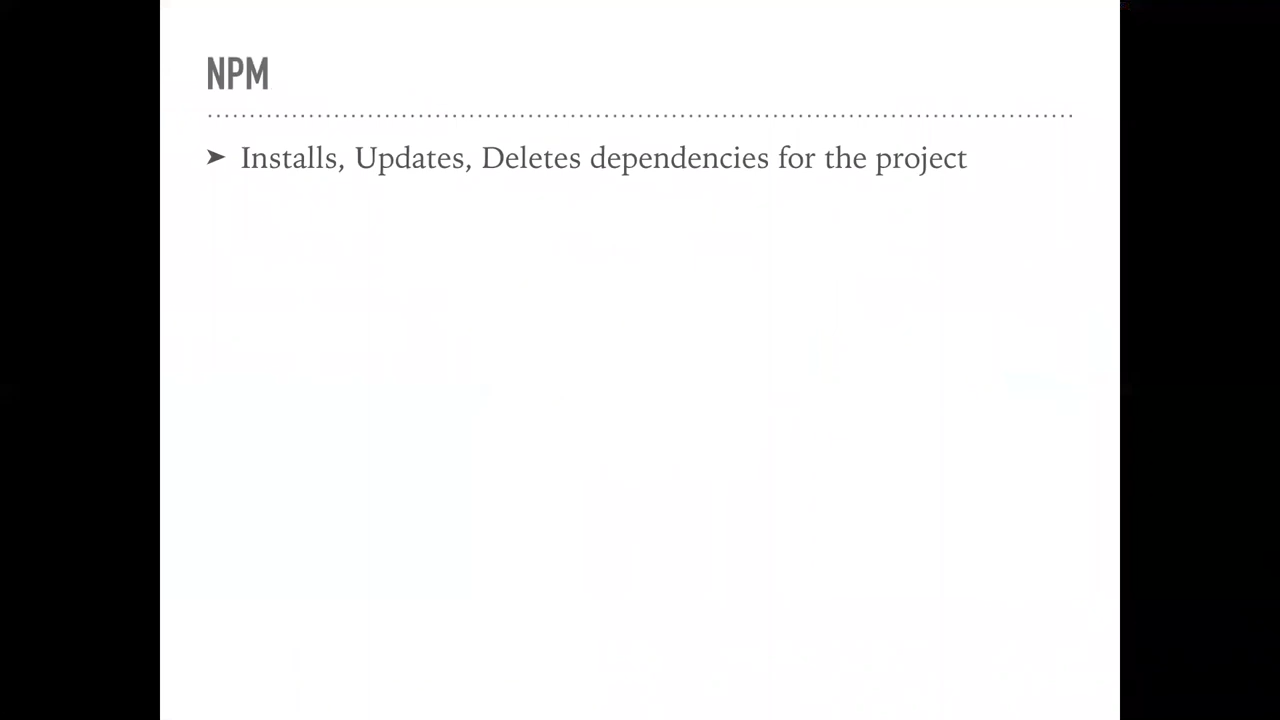 NPM
➤ Installs, Updates, Deletes dependencies for the project